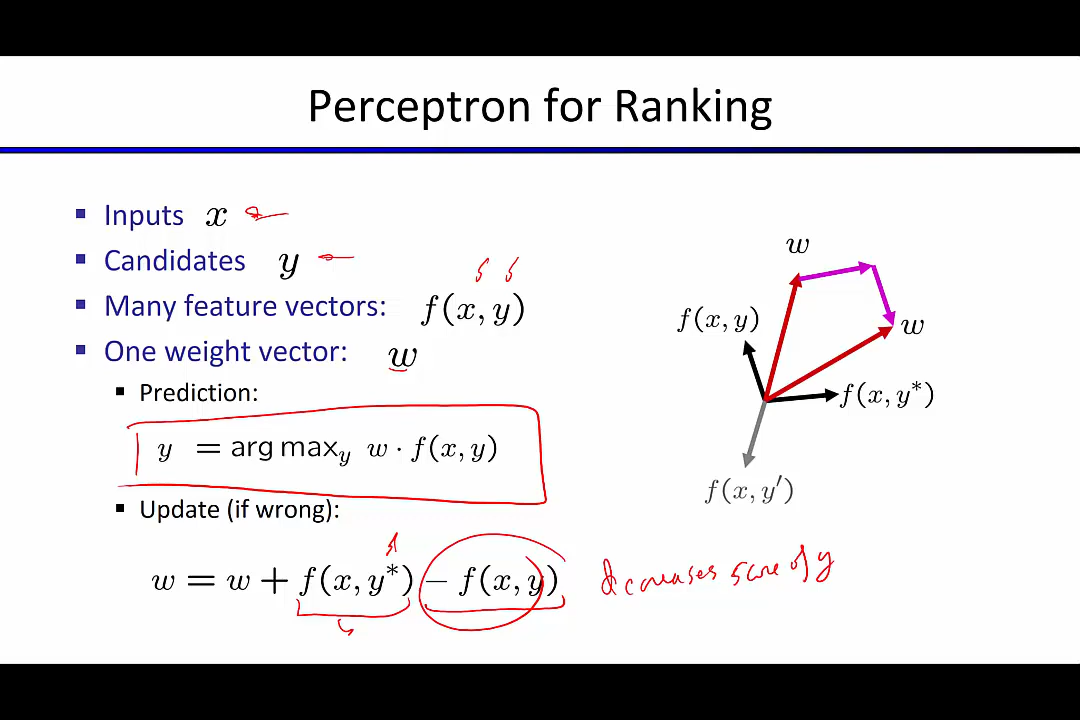 Perceptron for Ranking
▪ Inputs x
▪ Candidates y
▪ Many feature vectors: f(x, y)
▪ One weight vector: w
▪ Prediction:
y = arg max_y w · f(x, y)
▪ Update (if wrong):
w = w + f(x, y*) − f(x, y)
decreases score of y
w
f(x, y)
w
f(x, y*)
f(x, y′)